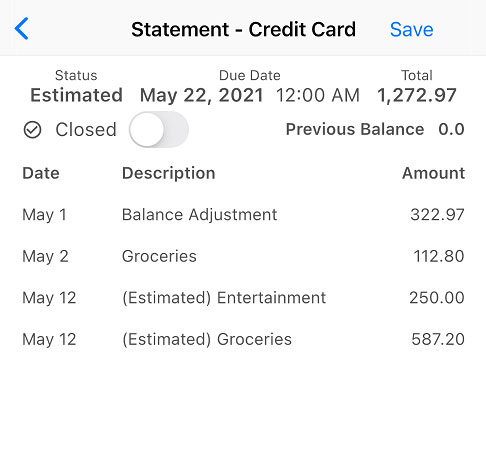 Statement - Credit Card Save
Status Due Date Total
Estimated May 22, 2021 12:00 AM 1,272.97
Closed Previous Balance 0.0
Date Description Amount
May 1 Balance Adjustment 322.97
May 2 Groceries 112.80
May 12 (Estimated) Entertainment 250.00
May 12 (Estimated) Groceries 587.20